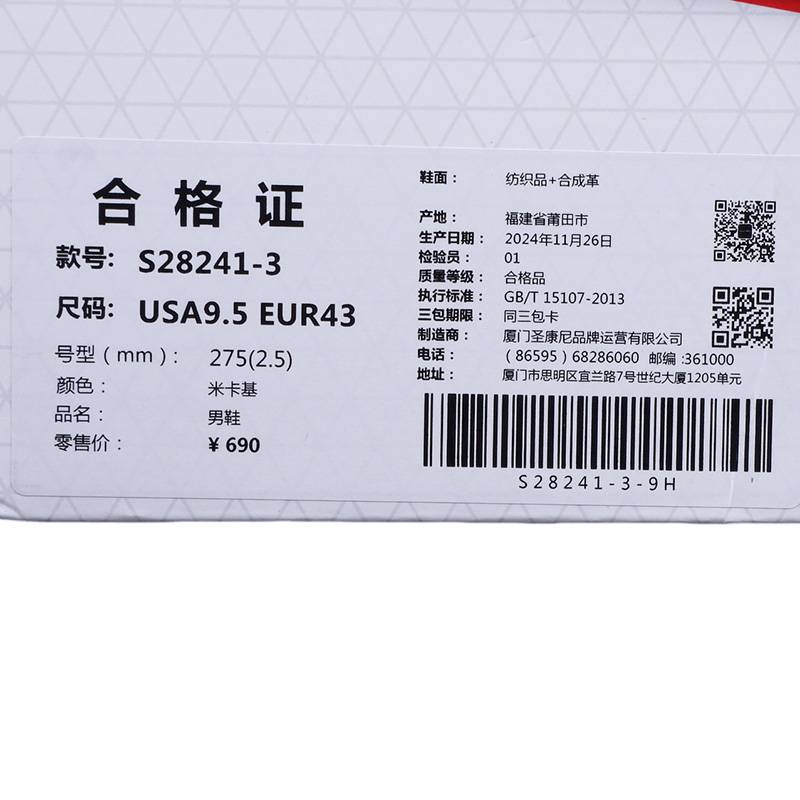 合格证
款号: S28241-3
尺码: USA9.5 EUR43
号型(mm): 275(2.5)
颜色: 米卡基
品名: 男鞋
零售价: ¥ 690
鞋面: 纺织品+合成革
产地: 福建省莆田市
生产日期: 2024年11月26日
检验员: 01
质量等级: 合格品
执行标准: GB/T 15107-2013
三包期限: 同三包卡
制造商: 厦门圣康尼品牌运营有限公司
电话: (86595) 68286060 邮编:361000
地址: 厦门市思明区宜兰路7号世纪大厦1205单元
S28241-3-9H